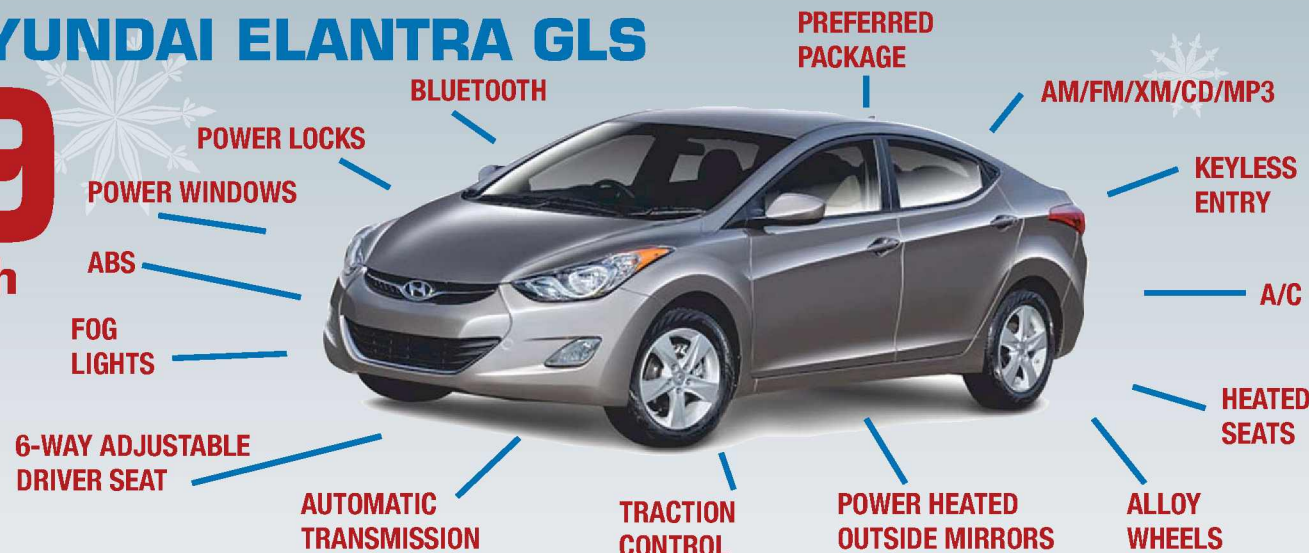 YUNDAI ELANTRA GLS
9
h
PREFERRED
PACKAGE
BLUETOOTH
AM/FM/XM/CD/MP3
POWER LOCKS
KEYLESS
ENTRY
POWER WINDOWS
ABS
A/C
FOG
LIGHTS
HEATED
SEATS
6-WAY ADJUSTABLE
DRIVER SEAT
AUTOMATIC
TRANSMISSION
TRACTION
CONTROL
POWER HEATED
OUTSIDE MIRRORS
ALLOY
WHEELS